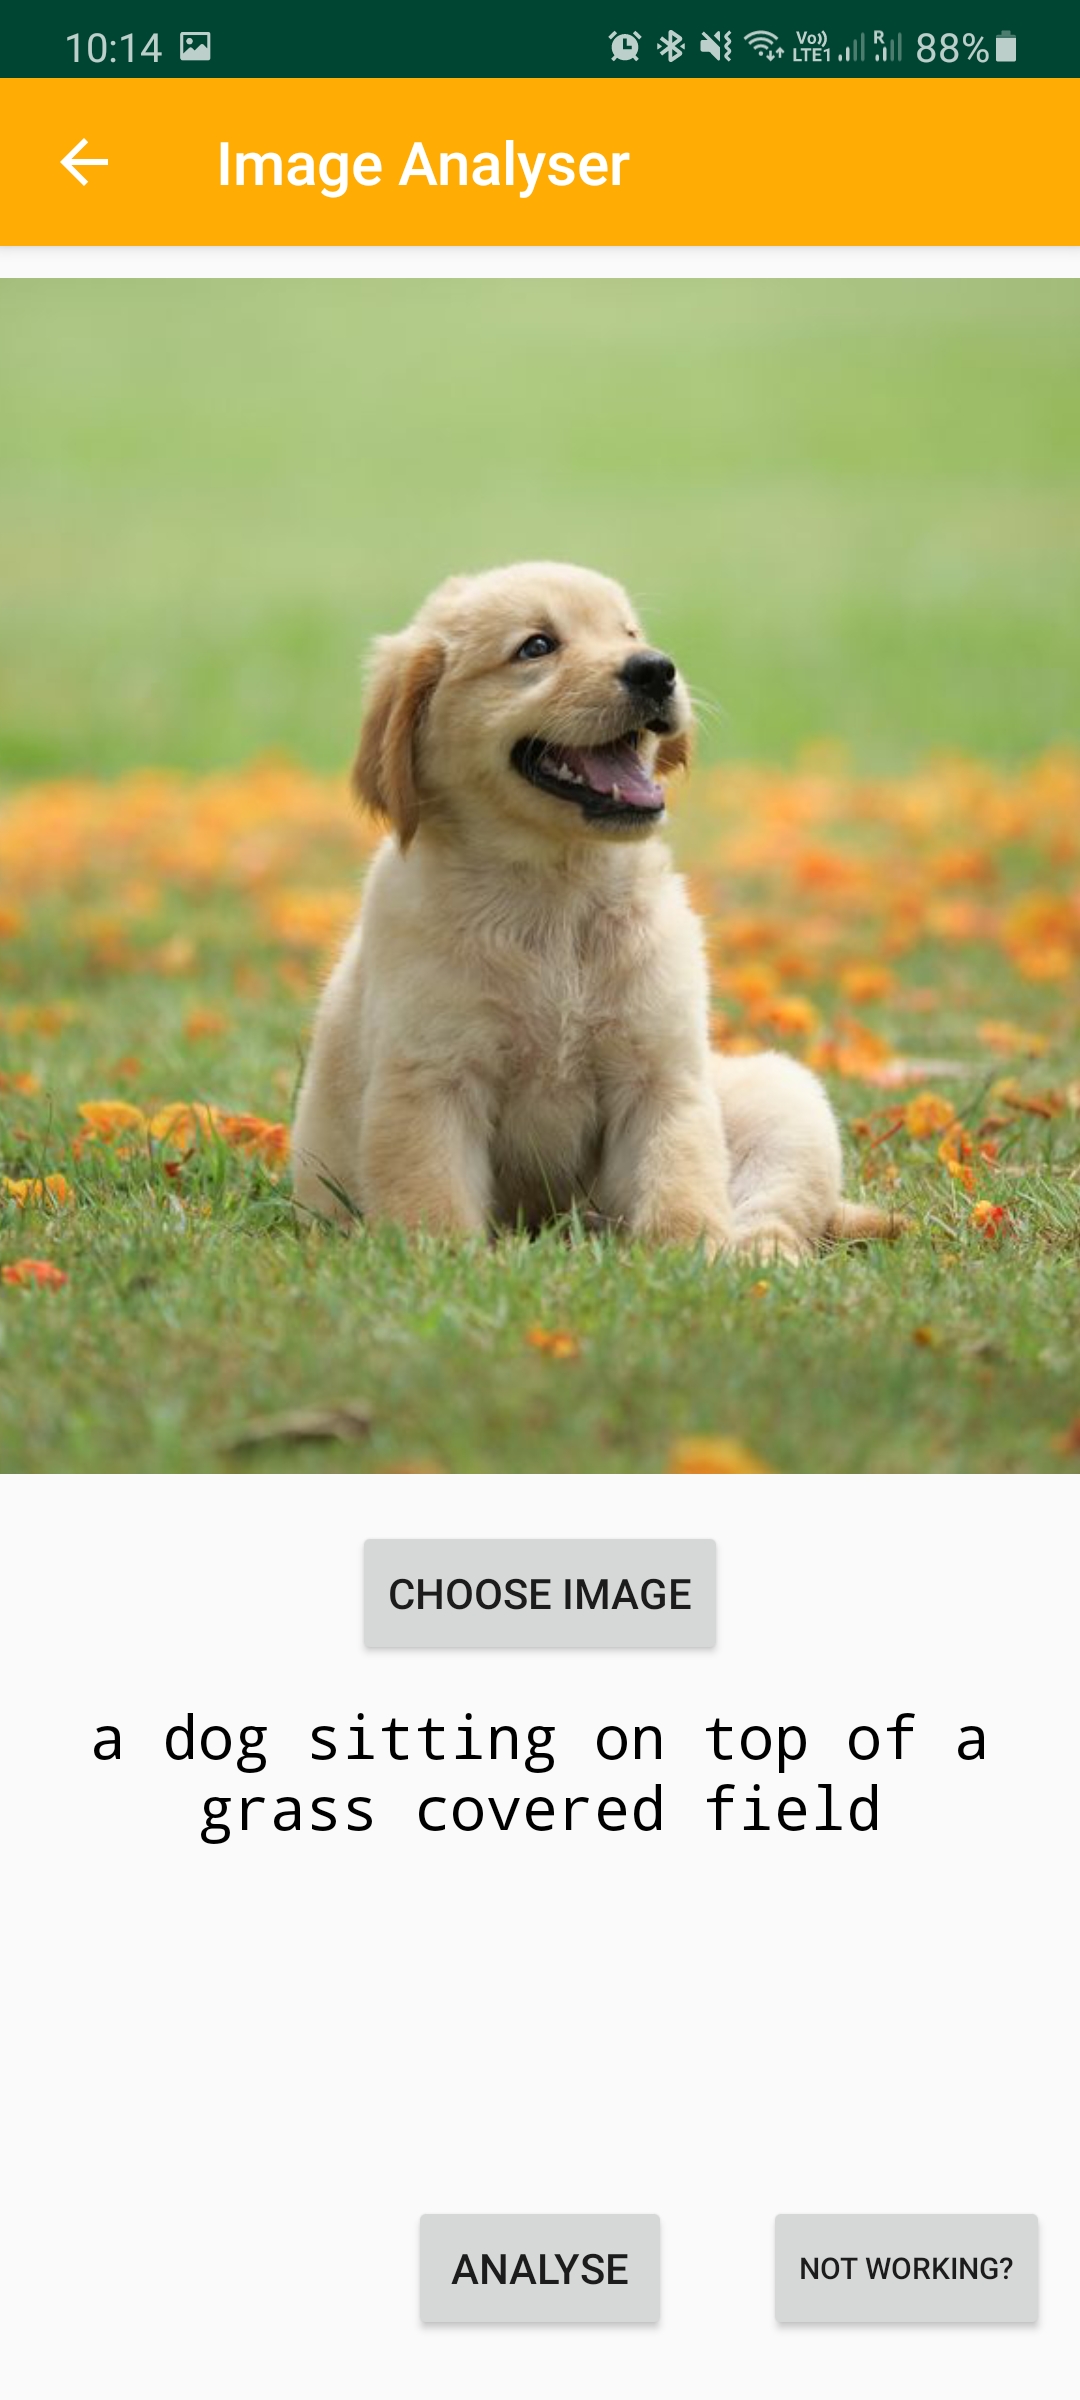 10:14 Vo)) LTE1 R 88%
Image Analyser
CHOOSE IMAGE
a dog sitting on top of a
grass covered field
ANALYSE NOT WORKING?